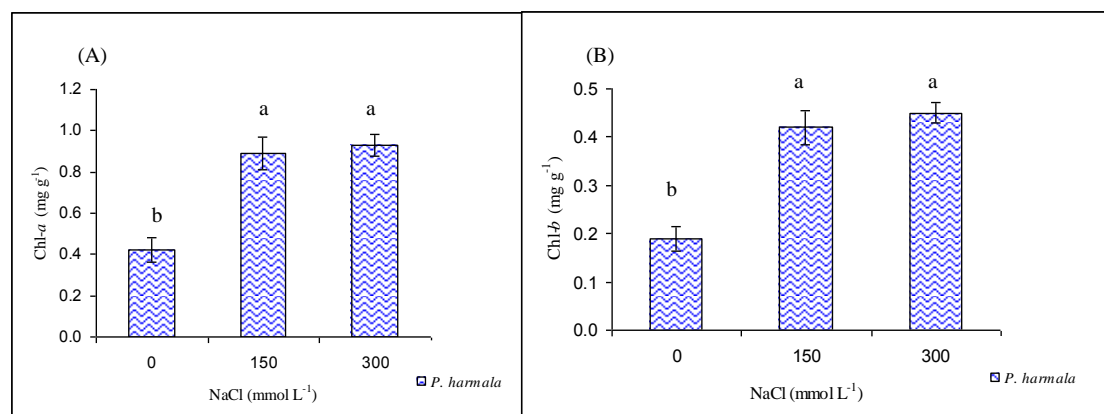 (A)
Chl-a (mg g⁻¹)
1.2
1.0
0.8
0.6
0.4
0.2
0.0
b
a
a
0
150
300
NaCl (mmol L⁻¹)
P. harmala
(B)
Chl-b (mg g⁻¹)
0.5
0.4
0.3
0.2
0.1
0.0
b
a
a
0
150
300
NaCl (mmol L⁻¹)
P. harmala